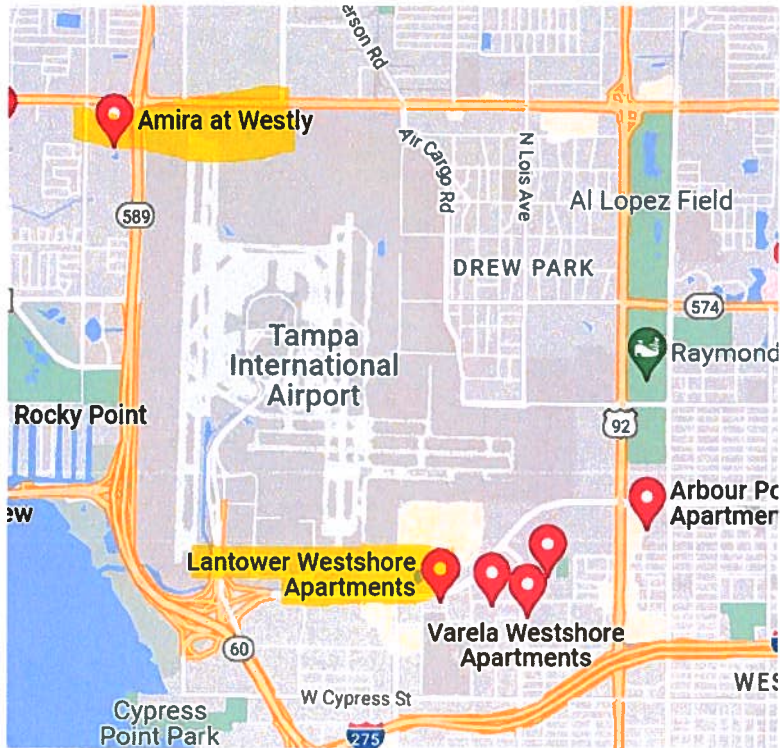 erson Rd
Amira at Westly
Air Cargo Rd
N Lois Ave
589
Al Lopez Field
DREW PARK
574
Tampa
International
Airport
Raymond
Rocky Point
92
ew
Arbour Po
Apartmen
Lantower Westshore
Apartments
Varela Westshore
Apartments
60
WES
W Cypress St
Cypress
Point Park
275